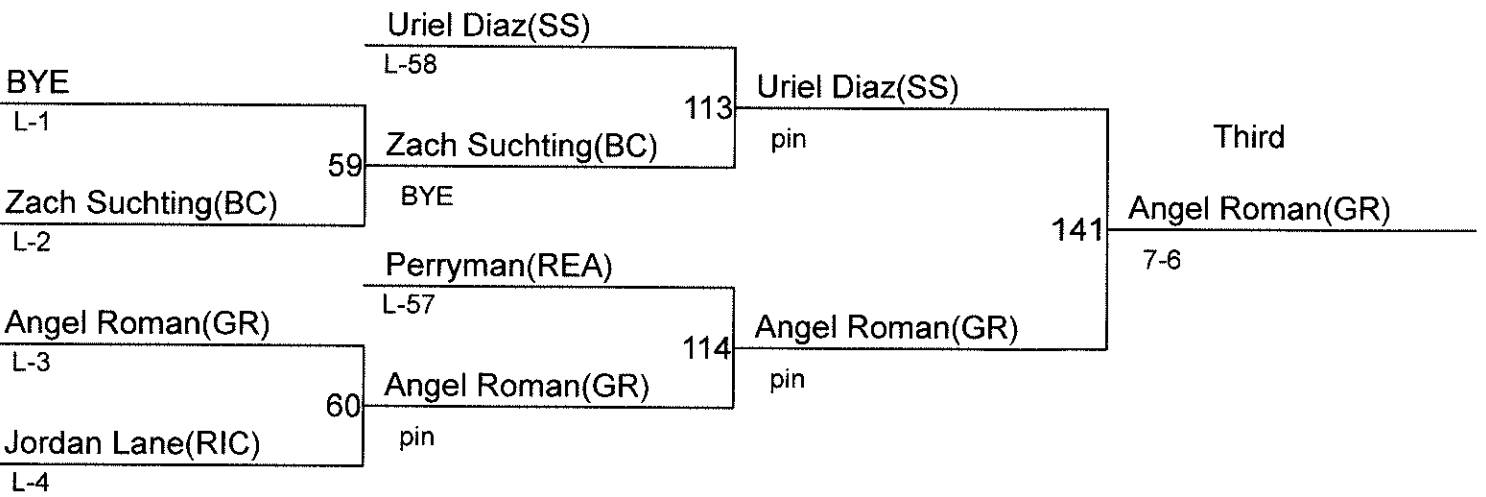 Uriel Diaz(SS)
L-58
BYE
L-1
113
Uriel Diaz(SS)
pin
Third
59
Zach Suchting(BC)
BYE
Zach Suchting(BC)
L-2
141
Angel Roman(GR)
7-6
Perryman(REA)
L-57
Angel Roman(GR)
L-3
114
Angel Roman(GR)
pin
60
Angel Roman(GR)
pin
Jordan Lane(RIC)
L-4